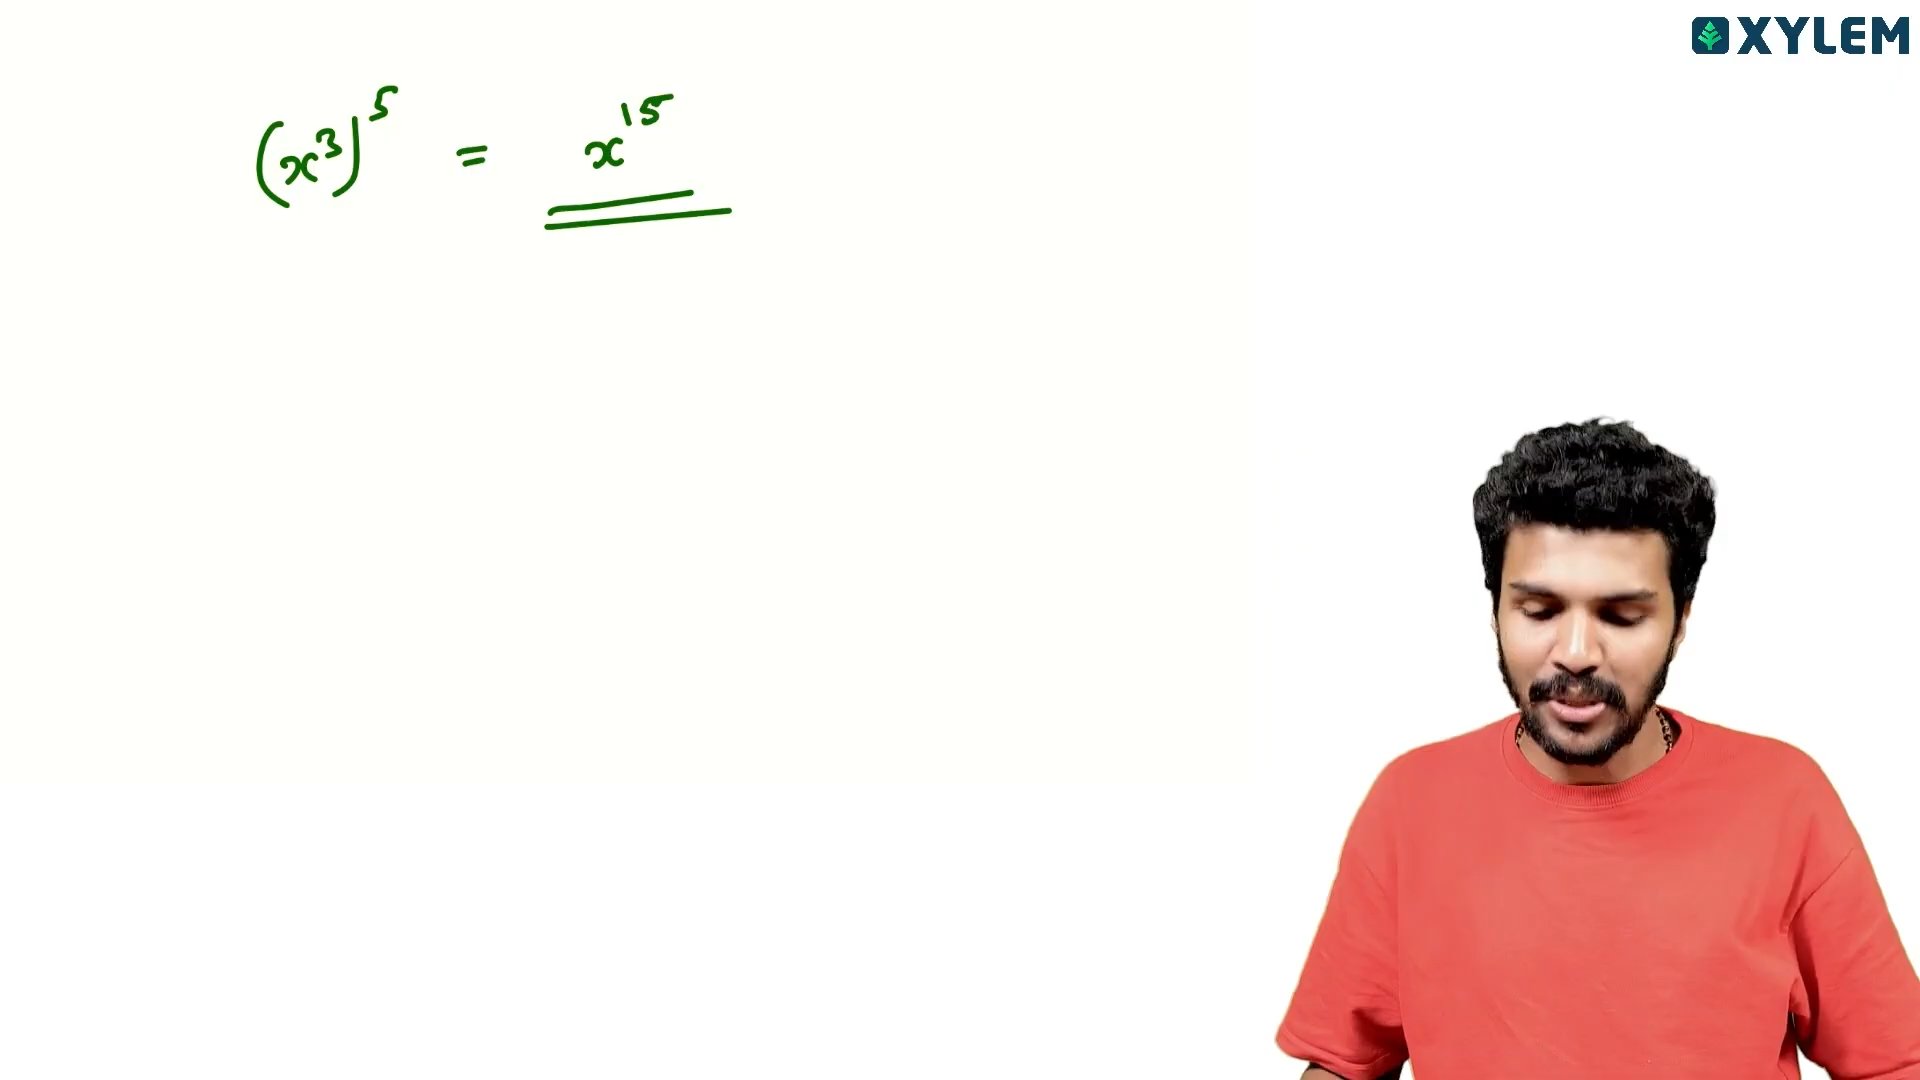 XYLEM
(x³)⁵ = x¹⁵